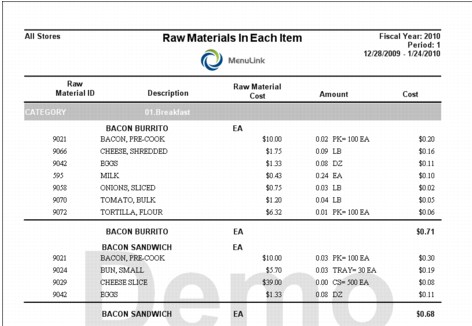 All Stores Raw Materials In Each Item Fiscal Year: 2010
Period: 1
MenuLink 12/28/2009 - 1/24/2010
Raw Material ID Description Raw Material Cost Amount Cost
CATEGORY 01.Breakfast
BACON BURRITO EA
9021 BACON, PRE-COOK $10.00 0.02 PK= 100 EA $0.20
9066 CHEESE, SHREDDED $1.75 0.09 LB $0.16
9042 EGGS $1.33 0.08 DZ $0.11
595 MILK $0.43 0.24 EA $0.10
9058 ONIONS, SLICED $0.75 0.03 LB $0.02
9070 TOMATO, BULK $1.20 0.04 LB $0.05
9072 TORTILLA, FLOUR $6.32 0.01 PK= 100 EA $0.06
BACON BURRITO EA $0.71
BACON SANDWICH EA
9021 BACON, PRE-COOK $10.00 0.03 PK= 100 EA $0.30
9024 BUN, SMALL $5.70 0.03 TRAY= 30 EA $0.19
9029 CHEESE SLICE $39.00 0.00 CS= 500 EA $0.08
9042 EGGS $1.33 0.08 DZ $0.11
BACON SANDWICH EA $0.68
Demo